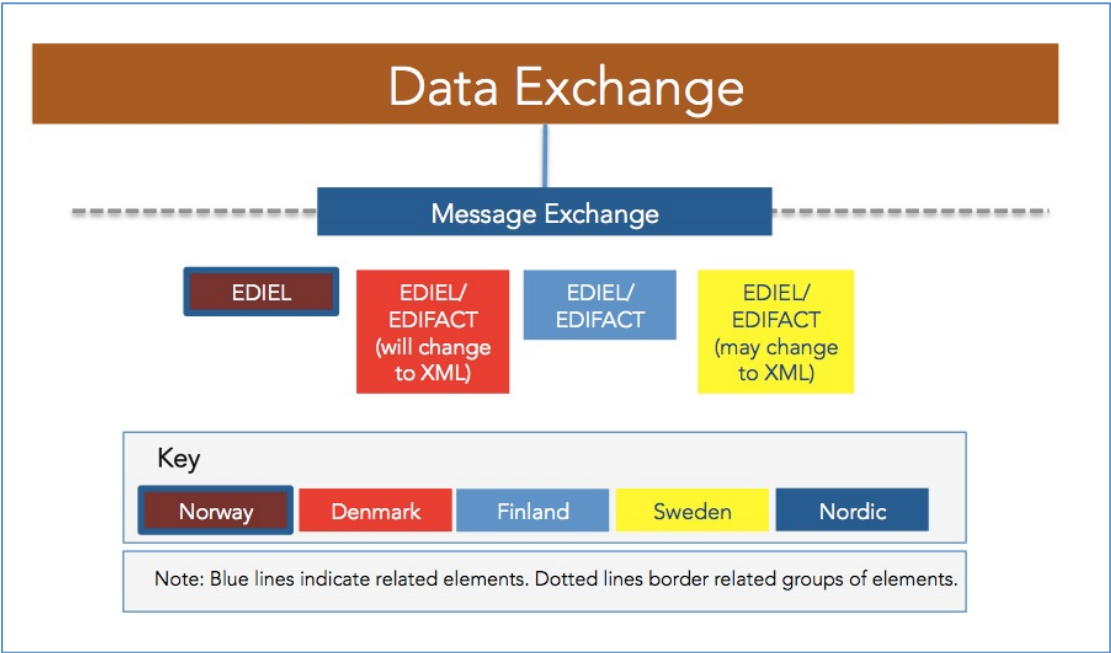 Data Exchange
Message Exchange
EDIEL
EDIEL/
EDIFACT
(will change
to XML)
EDIEL/
EDIFACT
EDIEL/
EDIFACT
(may change
to XML)
Key
Norway
Denmark
Finland
Sweden
Nordic
Note: Blue lines indicate related elements. Dotted lines border related groups of elements.